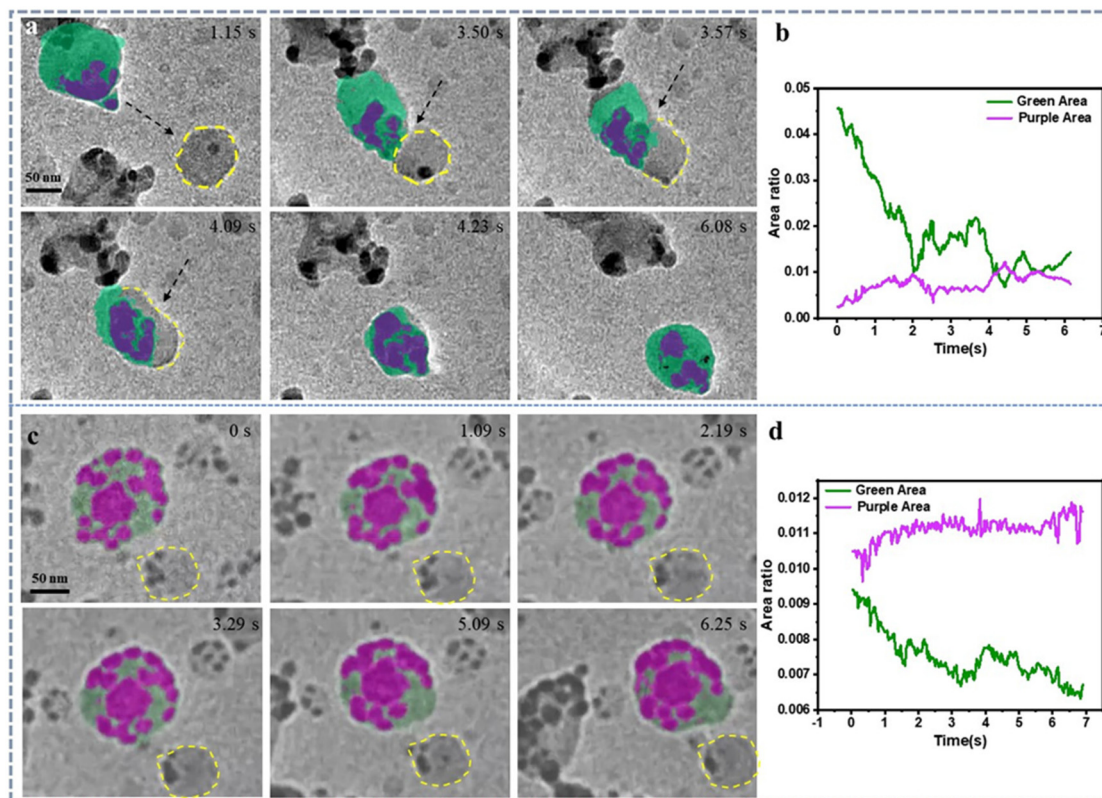 a
1.15 s
3.50 s
3.57 s
50 nm
4.09 s
4.23 s
6.08 s
b
0.05
0.04
0.03
0.02
0.01
0.00
Area ratio
Green Area
Purple Area
0 1 2 3 4 5 6 7
Time(s)
c
0 s
1.09 s
2.19 s
50 nm
3.29 s
5.09 s
6.25 s
d
0.012
0.011
0.010
0.009
0.008
0.007
0.006
Area ratio
Green Area
Purple Area
-1 0 1 2 3 4 5 6 7
Time(s)